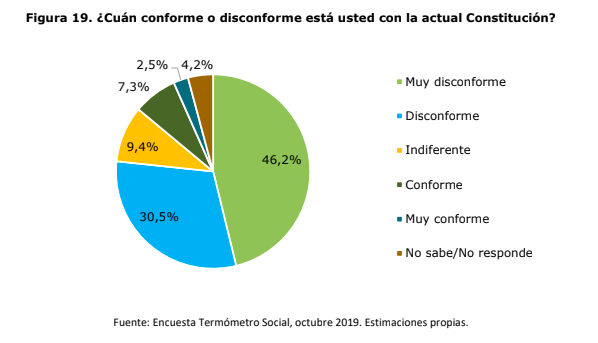 Figura 19. ¿Cuán conforme o disconforme está usted con la actual Constitución?
2,5%
4,2%
7,3%
9,4%
46,2%
30,5%
Muy disconforme
Disconforme
Indiferente
Conforme
Muy conforme
No sabe/No responde
Fuente: Encuesta Termómetro Social, octubre 2019. Estimaciones propias.